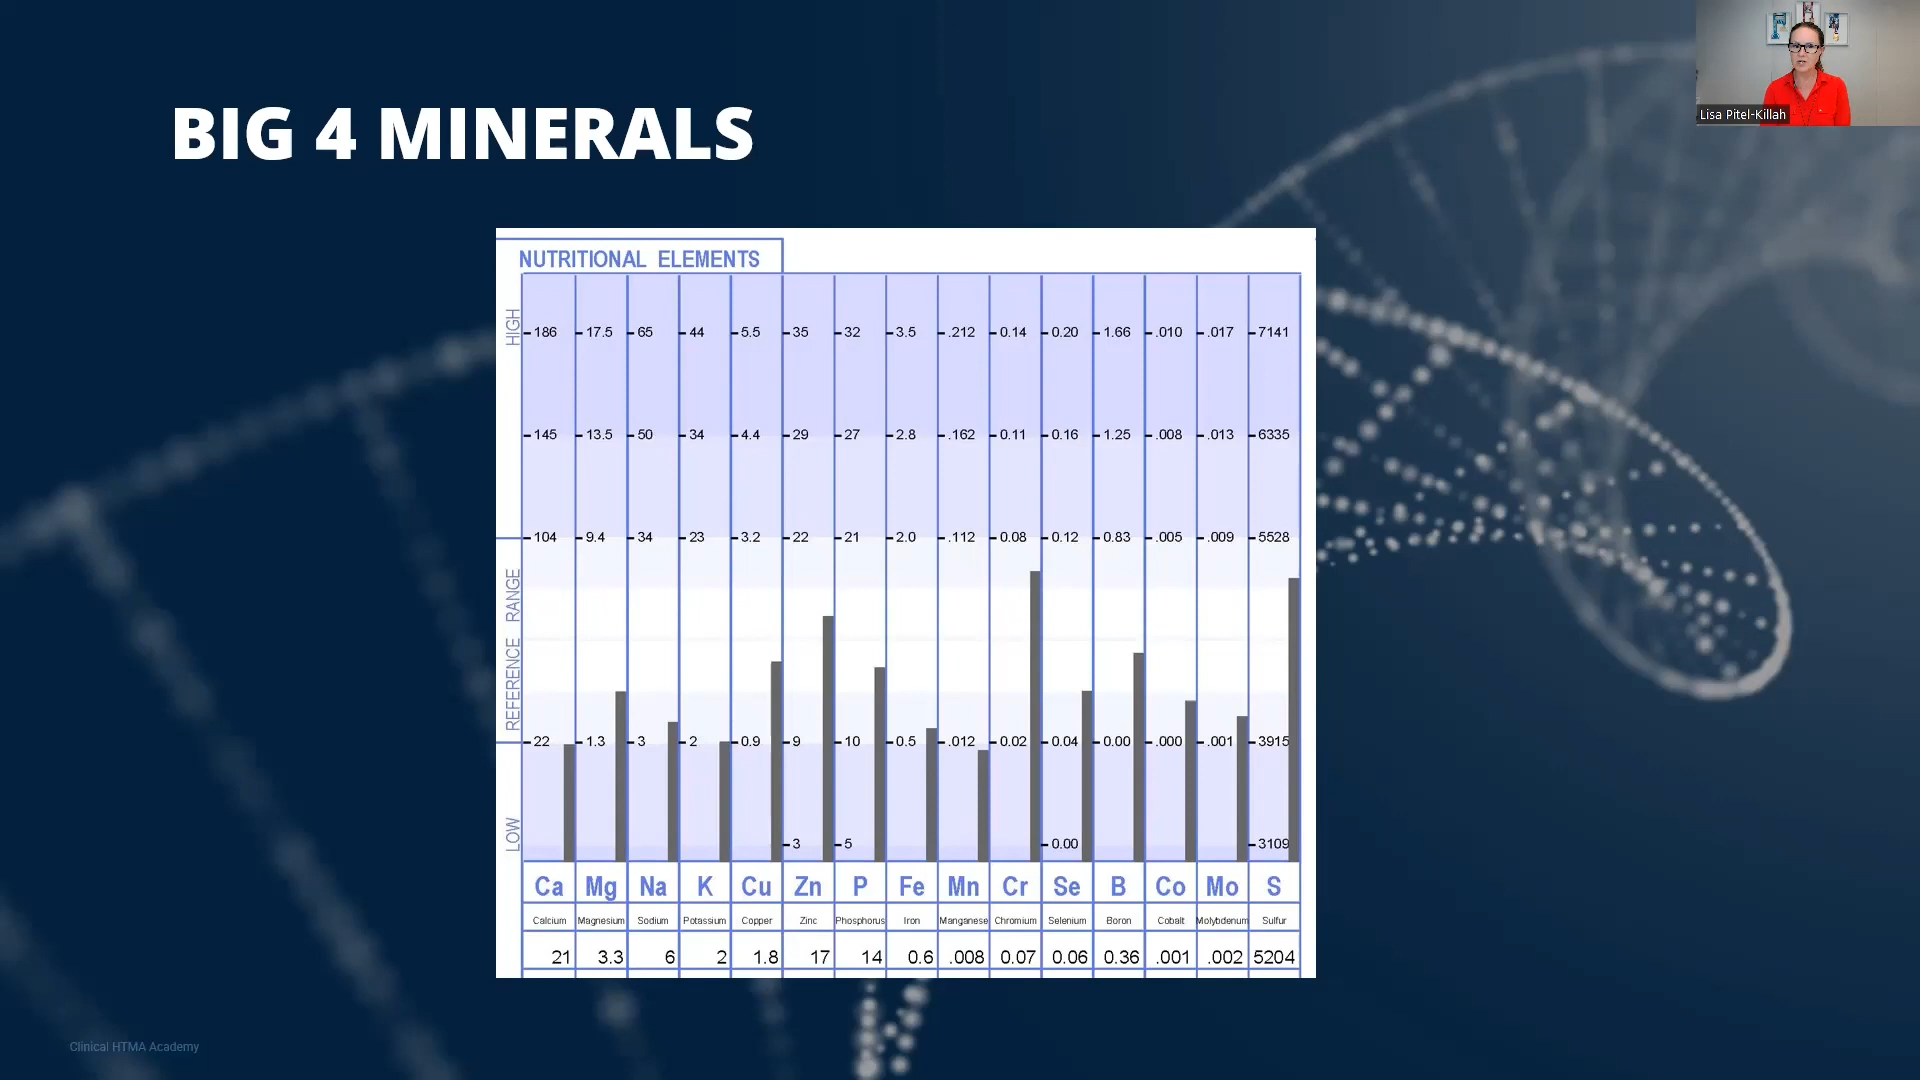 Lisa Pitel-Killah
BIG 4 MINERALS
NUTRITIONAL ELEMENTS
HIGH
186 17.5 65 44 5.5 35 32 3.5 .212 0.14 0.20 1.66 .010 .017 7141
145 13.5 50 34 4.4 29 27 2.8 .162 0.11 0.16 1.25 .008 .013 6335
104 9.4 34 23 3.2 22 21 2.0 .112 0.08 0.12 0.83 .005 .009 5528
REFERENCE RANGE
22 1.3 3 2 0.9 9 10 0.5 .012 0.02 0.04 0.00 .000 .001 3915
LOW
3 5 0.00 3109
Ca Mg Na K Cu Zn P Fe Mn Cr Se B Co Mo S
Calcium Magnesium Sodium Potassium Copper Zinc Phosphorus Iron Manganese Chromium Selenium Boron Cobalt Molybdenum Sulfur
21 3.3 6 2 1.8 17 14 0.6 .008 0.07 0.06 0.36 .001 .002 5204
Clinical HTMA Academy